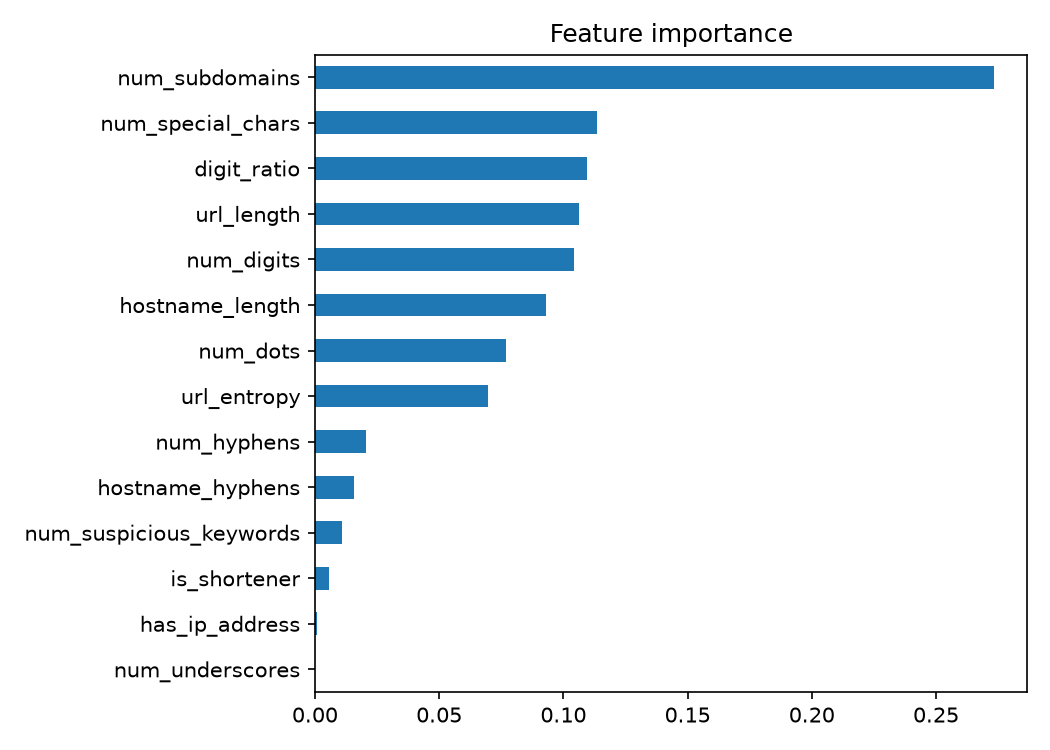 Feature importance
num_subdomains
num_special_chars
digit_ratio
url_length
num_digits
hostname_length
num_dots
url_entropy
num_hyphens
hostname_hyphens
num_suspicious_keywords
is_shortener
has_ip_address
num_underscores
0.00 0.05 0.10 0.15 0.20 0.25